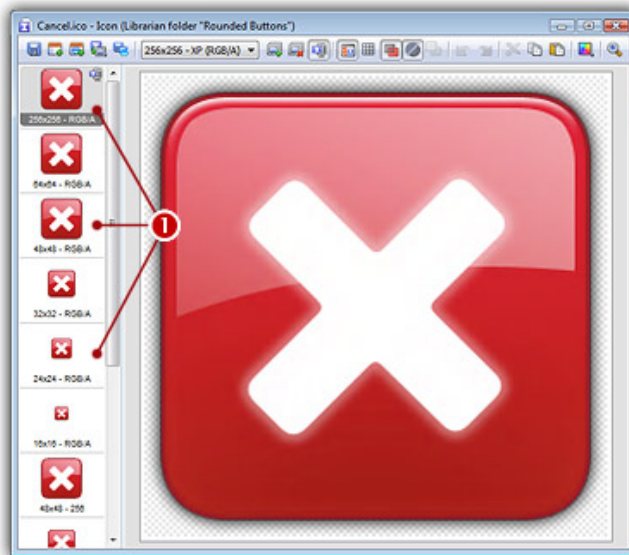 Cancel.ico - Icon (Librarian folder "Rounded Buttons")
256x256 - XP (RGB/A)
256x256 - RGB/A
64x64 - RGB/A
48x48 - RGB/A
1
32x32 - RGB/A
24x24 - RGB/A
16x16 - RGB/A
48x48 - 256